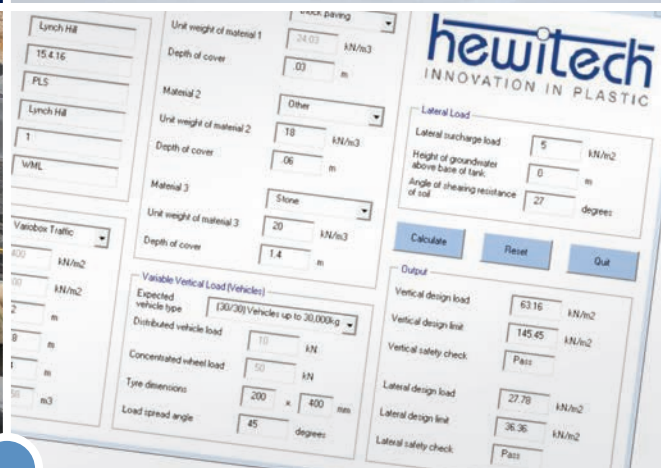 Lynch Hill
15.4.16
PLS
Lynch Hill
1
WML
Variobox Traffic
kN/m2
kN/m2
m
m
m
m3
paving
Unit weight of material 1 24.03 kN/m3
Depth of cover .03 m
Material 2 Other
Unit weight of material 2 18 kN/m3
Depth of cover .06 m
Material 3 Stone
Unit weight of material 3 20 kN/m3
Depth of cover 1.4 m
Variable Vertical Load (Vehicles)
Expected vehicle type (30/30) Vehicles up to 30,000kg
Distributed vehicle load 10 kN
Concentrated wheel load 50 kN
Tyre dimensions 200 x 400 mm
Load spread angle 45 degrees
hewitech
INNOVATION IN PLASTIC
Lateral Load
Lateral surcharge load 5 kN/m2
Height of groundwater
above base of tank 0 m
Angle of shearing resistance
of soil 27 degrees
Calculate Reset Quit
Output
Vertical design load 63.16 kN/m2
Vertical design limit 145.45 kN/m2
Vertical safety check Pass
Lateral design load 27.78 kN/m2
Lateral design limit 36.36 kN/m2
Lateral safety check Pass